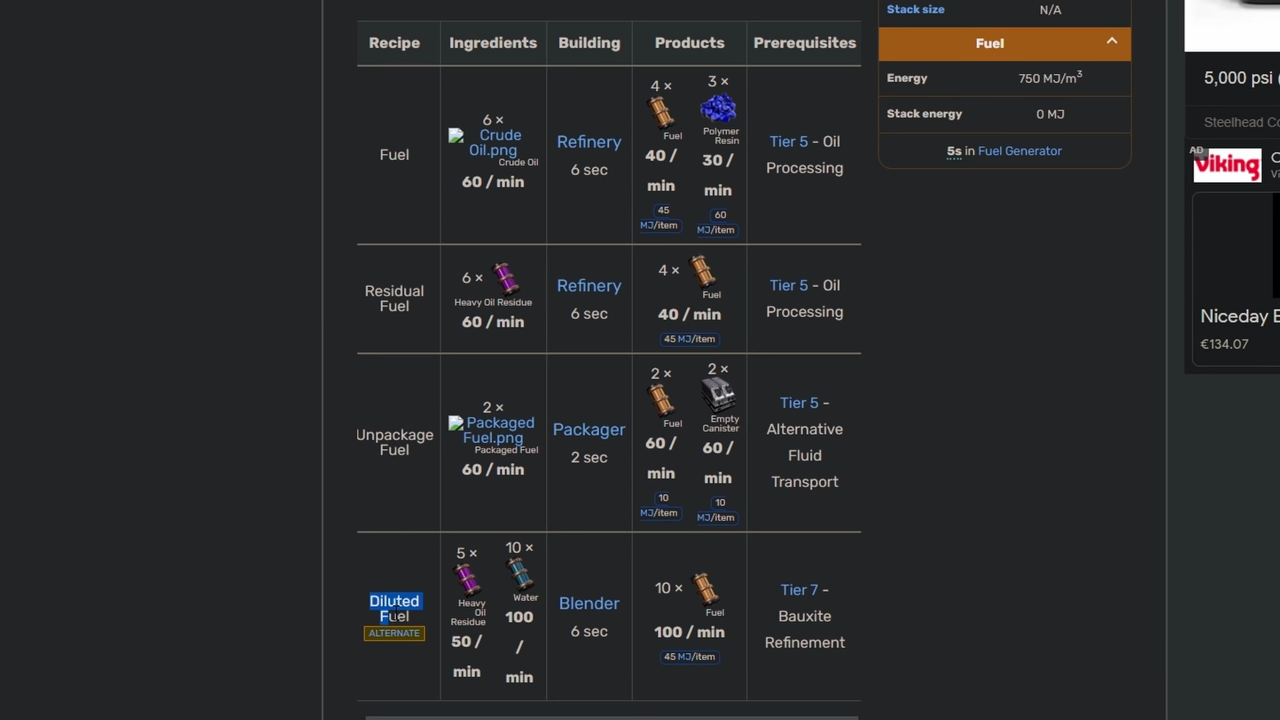 Recipe Ingredients Building Products Prerequisites
Fuel
6 ×
Crude
Oil.png
Crude Oil
60 / min
Refinery
6 sec
4 ×
Fuel
40 /
min
45
MJ/item
3 ×
Polymer
Resin
30 /
min
60
MJ/item
Tier 5 - Oil
Processing
Residual
Fuel
6 ×
Heavy Oil Residue
60 / min
Refinery
6 sec
4 ×
Fuel
40 / min
45 MJ/item
Tier 5 - Oil
Processing
Unpackage
Fuel
2 ×
Packaged
Fuel.png
Packaged Fuel
60 / min
Packager
2 sec
2 ×
Fuel
60 /
min
10
MJ/item
2 ×
Empty
Canister
60 /
min
10
MJ/item
Tier 5 -
Alternative
Fluid
Transport
Diluted
Fuel
ALTERNATE
5 ×
Heavy
Oil
Residue
50 /
min
10 ×
Water
100
/
min
Blender
6 sec
10 ×
Fuel
100 / min
45 MJ/item
Tier 7 -
Bauxite
Refinement
Stack size N/A
Fuel
Energy 750 MJ/m³
Stack energy 0 MJ
5s in Fuel Generator
5,000 psi
Steelhead Co
AD
Viking
Niceday E
€134.07